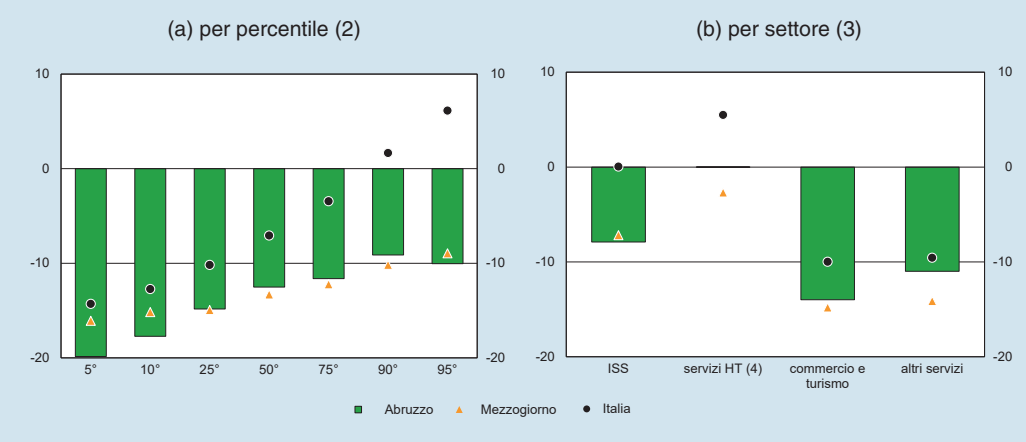 (a) per percentile (2)
10
0
-10
-20
10
0
-10
-20
5° 10° 25° 50° 75° 90° 95°
(b) per settore (3)
10
0
-10
-20
10
0
-10
-20
ISS servizi HT (4) commercio e altri servizi
turismo
Abruzzo Mezzogiorno Italia